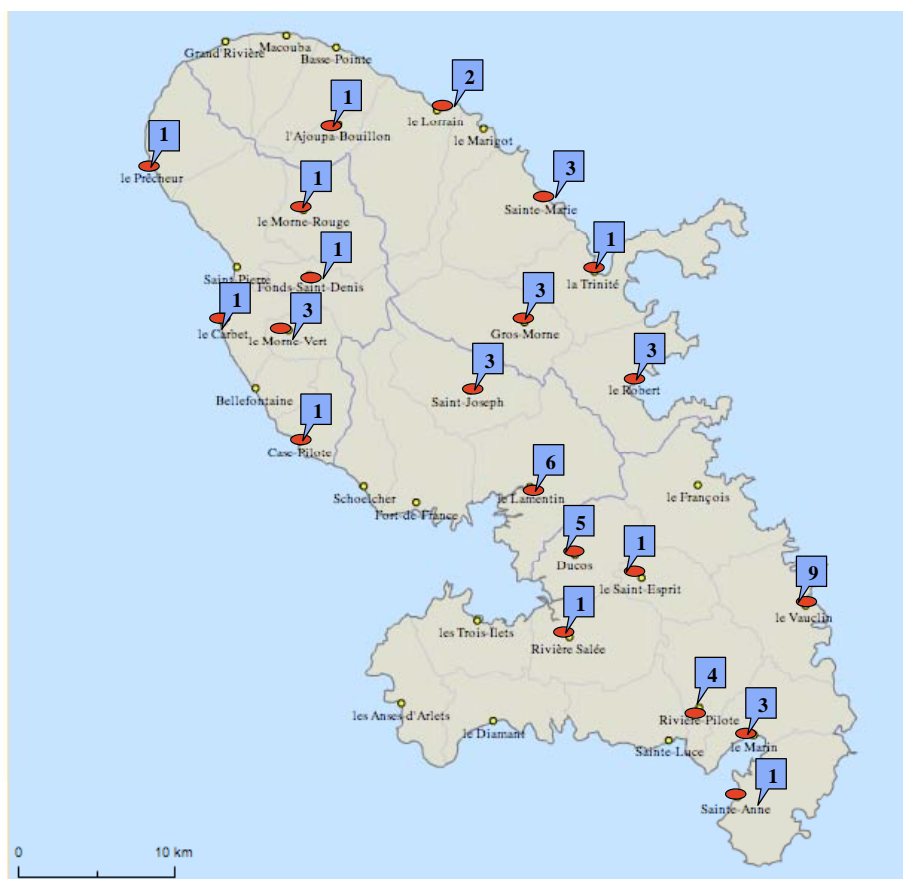 Macouba
Grand'Rivière
Basse-Pointe
2
1
le Lorrain
l'Ajoupa-Bouillon
le Marigot
1
le Prêcheur
3
1
Sainte-Marie
le Morne-Rouge
1
1
Saint-Pierre
la Trinité
Fonds-Saint-Denis
1
3
3
le Carbet
le Morne-Vert
Gros-Morne
3
3
Bellefontaine
Saint-Joseph
le Robert
1
Case-Pilote
6
Schoelcher
le Lamentin
le François
Fort-de-France
5
1
Ducos
9
le Saint-Esprit
1
le Vauclin
les Trois-Ilets
Rivière Salée
4
les Anses-d'Arlets
Rivière-Pilote
3
le Diamant
le Marin
Sainte-Luce
1
Sainte-Anne
0 10 km